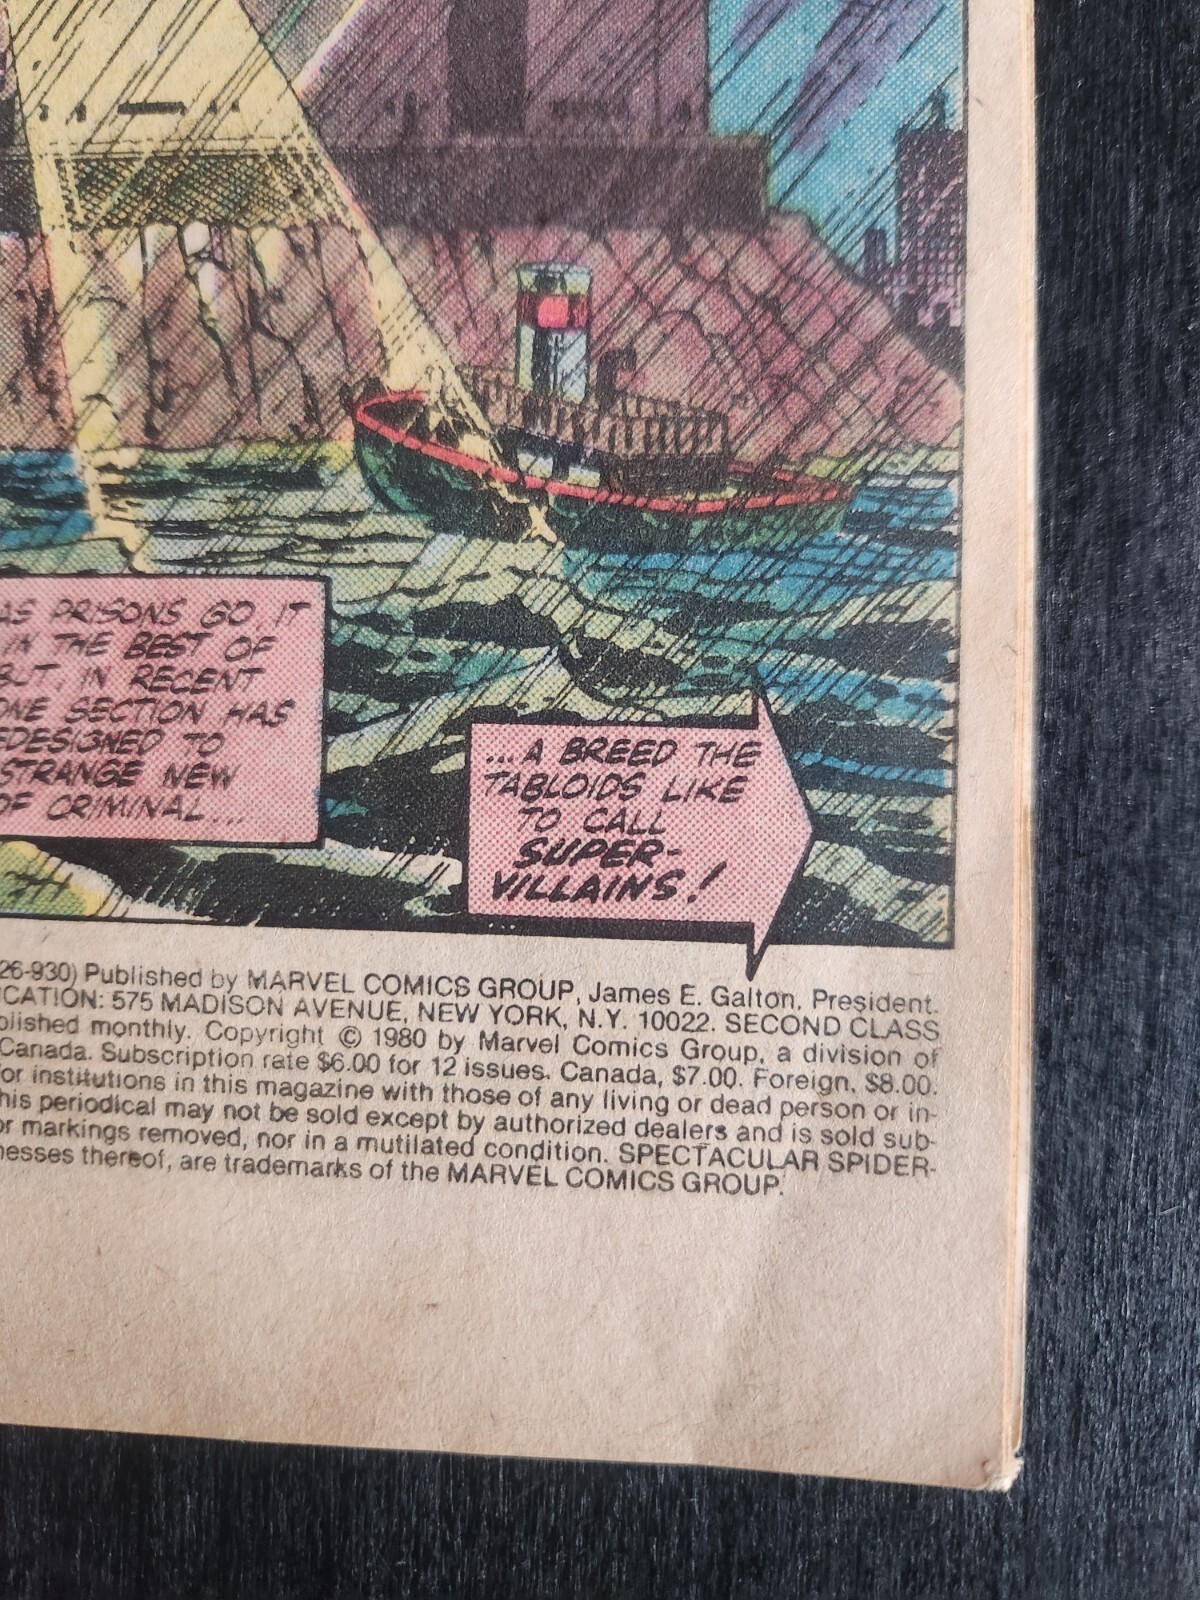 AS PRISONS GO IT
IN THE BEST OF
BUT IN RECENT
ONE SECTION HAS
EDESIGNED TO
STRANGE NEW
OF CRIMINAL...
...A BREED THE
TABLOIDS LIKE
TO CALL
SUPER-
VILLAINS!
26-930) Published by MARVEL COMICS GROUP, James E. Galton, President.
ICATION: 575 MADISON AVENUE, NEW YORK, N.Y. 10022. SECOND CLASS
blished monthly. Copyright © 1980 by Marvel Comics Group, a division of
Canada. Subscription rate $6.00 for 12 issues. Canada, $7.00. Foreign, $8.00.
or institutions in this magazine with those of any living or dead person or in-
his periodical may not be sold except by authorized dealers and is sold sub-
or markings removed, nor in a mutilated condition. SPECTACULAR SPIDER-
nesses thereof, are trademarks of the MARVEL COMICS GROUP.